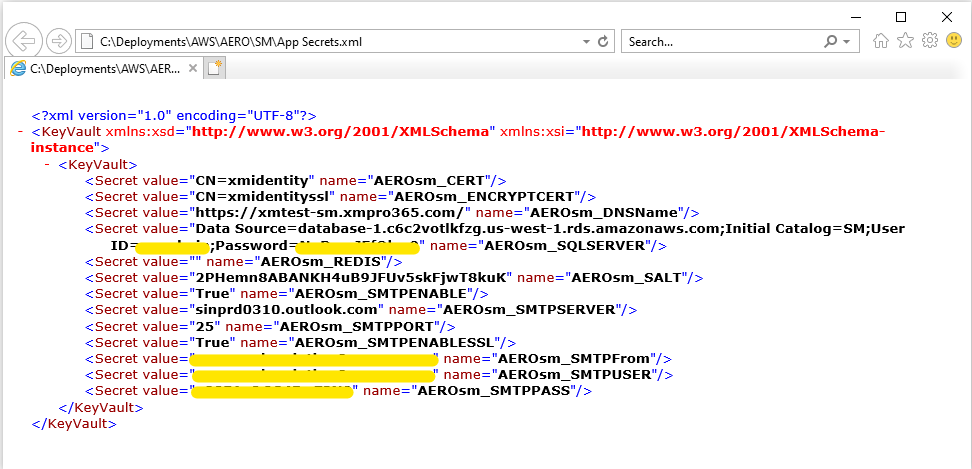 C:\Deployments\AWS\AERO\SM\App Secrets.xml
Search...
C:\Deployments\AWS\AER...
<?xml version="1.0" encoding="UTF-8"?>
- <KeyVault xmlns:xsd="http://www.w3.org/2001/XMLSchema" xmlns:xsi="http://www.w3.org/2001/XMLSchema-
instance">
- <KeyVault>
<Secret value="CN=xmidentity" name="AEROsm_CERT"/>
<Secret value="CN=xmidentityssl" name="AEROsm_ENCRYPTCERT"/>
<Secret value="https://xmtest-sm.xmpro365.com/" name="AEROsm_DNSName"/>
<Secret value="Data Source=database-1.c6c2votlkfzg.us-west-1.rds.amazonaws.com;Initial Catalog=SM;User
ID=;Password= name="AEROsm_SQLSERVER"/>
<Secret value="" name="AEROsm_REDIS"/>
<Secret value="2PHemn8ABANKH4uB9JFUv5skFjwT8kuK" name="AEROsm_SALT"/>
<Secret value="True" name="AEROsm_SMTPENABLE"/>
<Secret value="sinprd0310.outlook.com" name="AEROsm_SMTPSERVER"/>
<Secret value="25" name="AEROsm_SMTPPORT"/>
<Secret value="True" name="AEROsm_SMTPENABLESSL"/>
<Secret value="" name="AEROsm_SMTPFrom"/>
<Secret value="" name="AEROsm_SMTPUSER"/>
<Secret value="" name="AEROsm_SMTPPASS"/>
</KeyVault>
</KeyVault>